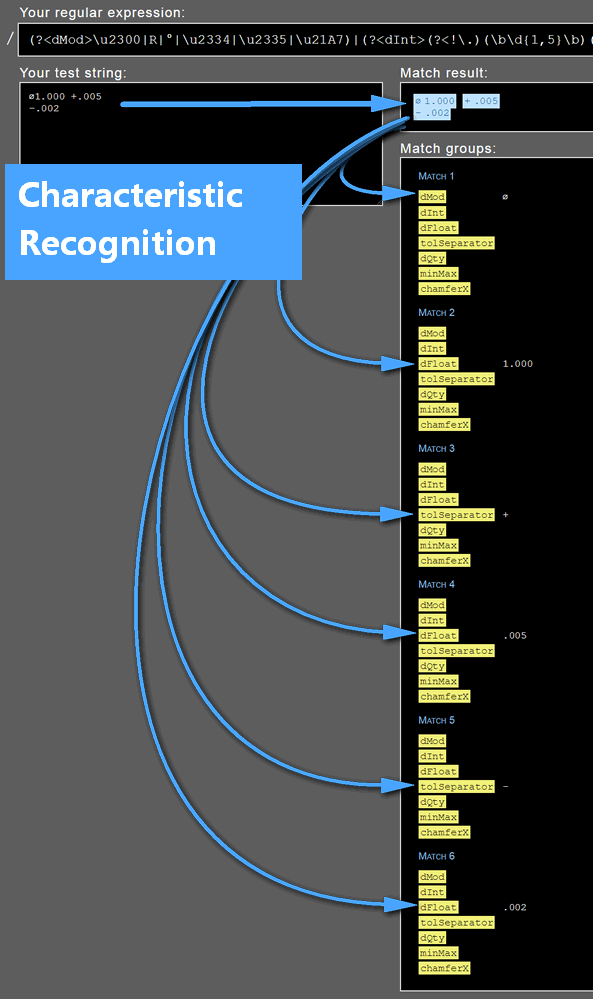 Your regular expression:
/ (?<dMod>\u2300|R|°|\u2334|\u2335|\u21A7)|(?<dInt>(?<!\.)(\b\d{1,5}\b)(
Your test string:
⌀1.000 +.005
-.002
Match result:
⌀1.000 +.005
-.002
Characteristic
Recognition
Match groups:
MATCH 1
dMod ⌀
dInt
dFloat
tolSeparator
dQty
minMax
chamferX
MATCH 2
dMod
dInt
dFloat 1.000
tolSeparator
dQty
minMax
chamferX
MATCH 3
dMod
dInt
dFloat
tolSeparator +
dQty
minMax
chamferX
MATCH 4
dMod
dInt
dFloat .005
tolSeparator
dQty
minMax
chamferX
MATCH 5
dMod
dInt
dFloat
tolSeparator -
dQty
minMax
chamferX
MATCH 6
dMod
dInt
dFloat .002
tolSeparator
dQty
minMax
chamferX